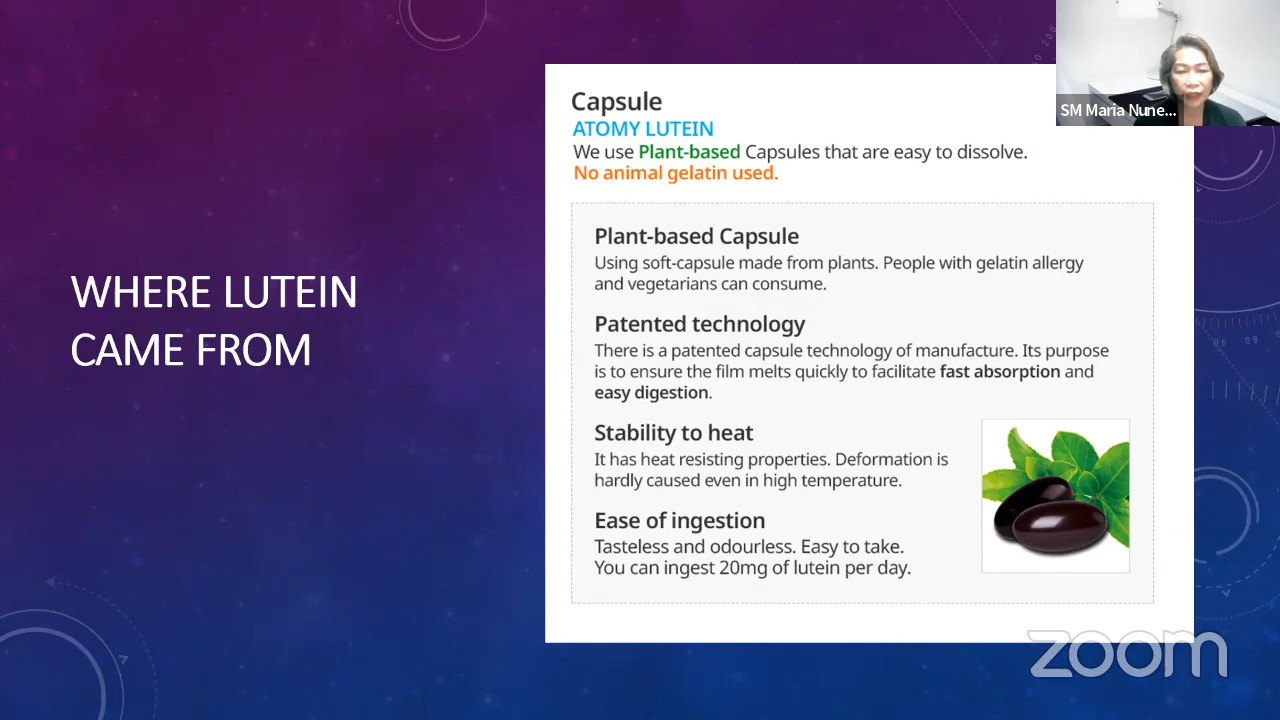 SM Maria Nune...
WHERE LUTEIN
CAME FROM
Capsule
ATOMY LUTEIN
We use Plant-based Capsules that are easy to dissolve.
No animal gelatin used.
Plant-based Capsule
Using soft-capsule made from plants. People with gelatin allergy
and vegetarians can consume.
Patented technology
There is a patented capsule technology of manufacture. Its purpose
is to ensure the film melts quickly to facilitate fast absorption and
easy digestion.
Stability to heat
It has heat resisting properties. Deformation is
hardly caused even in high temperature.
Ease of ingestion
Tasteless and odourless. Easy to take.
You can ingest 20mg of lutein per day.
zoom